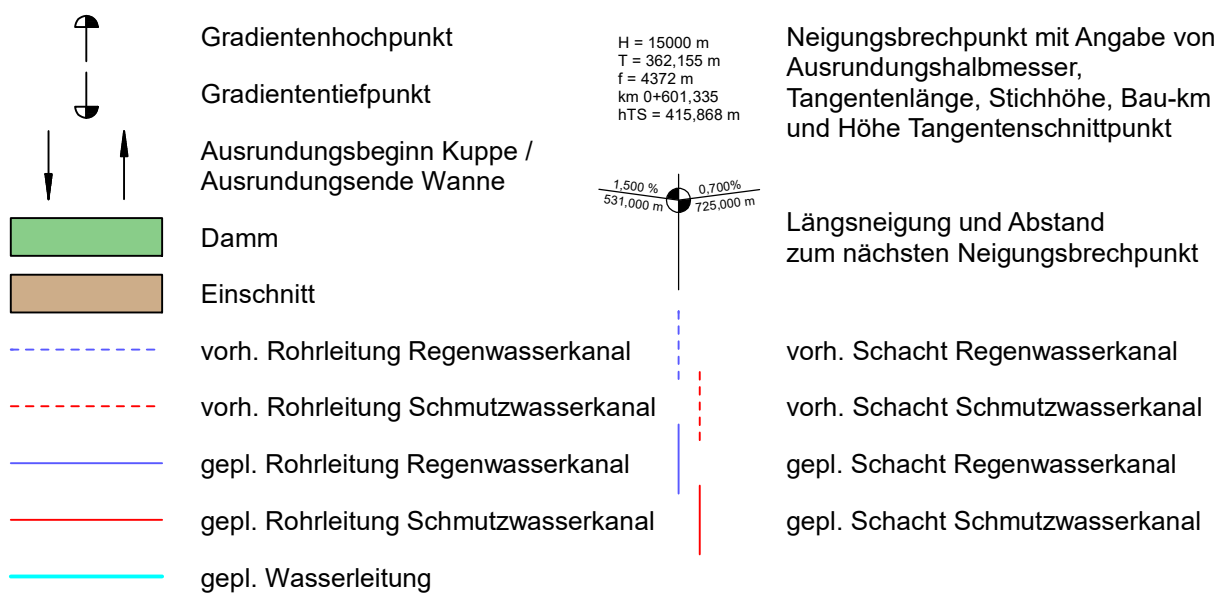 Gradientenhochpunkt
Gradiententiefpunkt
Ausrundungsbeginn Kuppe /
Ausrundungsende Wanne
Damm
Einschnitt
vorh. Rohrleitung Regenwasserkanal
vorh. Rohrleitung Schmutzwasserkanal
gepl. Rohrleitung Regenwasserkanal
gepl. Rohrleitung Schmutzwasserkanal
gepl. Wasserleitung
H = 15000 m
T = 362,155 m
f = 4372 m
km 0+601,335
hTS = 415,868 m
Neigungsbrechpunkt mit Angabe von
Ausrundungshalbmesser,
Tangentenlänge, Stichhöhe, Bau-km
und Höhe Tangentenschnittpunkt
1,500 %
531,000 m
0,700%
725,000 m
Längsneigung und Abstand
zum nächsten Neigungsbrechpunkt
vorh. Schacht Regenwasserkanal
vorh. Schacht Schmutzwasserkanal
gepl. Schacht Regenwasserkanal
gepl. Schacht Schmutzwasserkanal